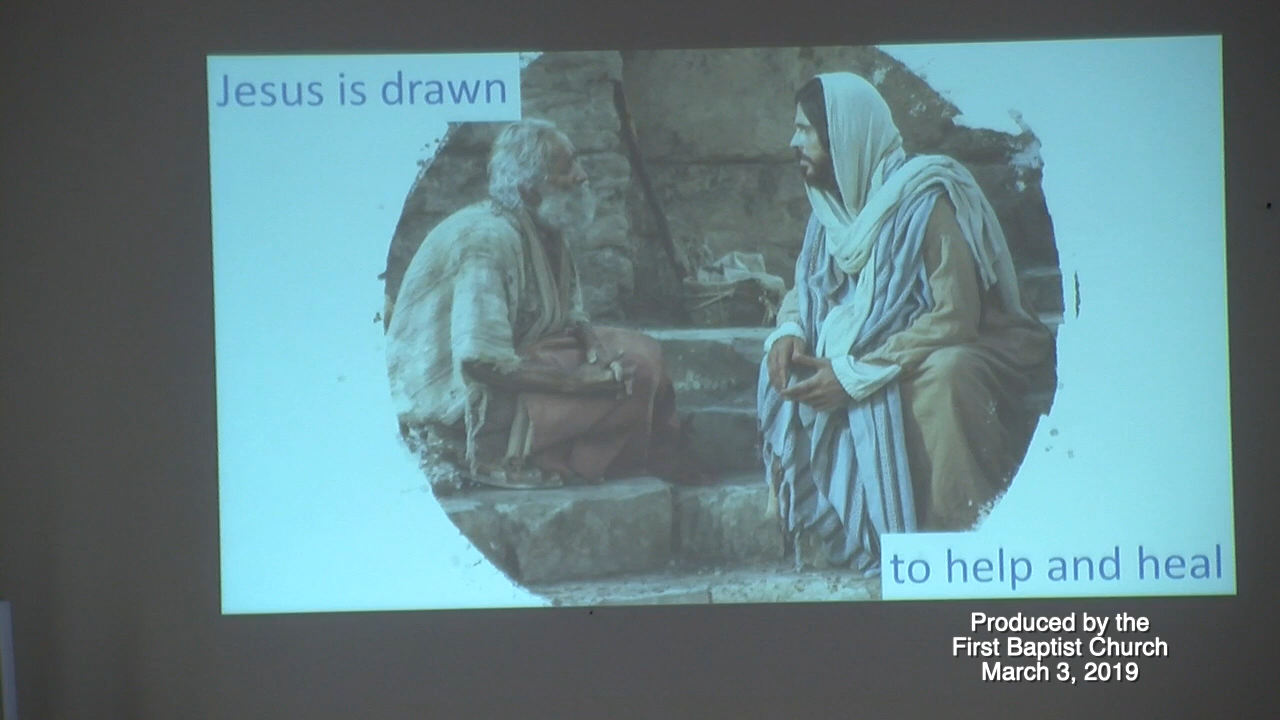 Jesus is drawn
to help and heal
Produced by the
First Baptist Church
March 3, 2019